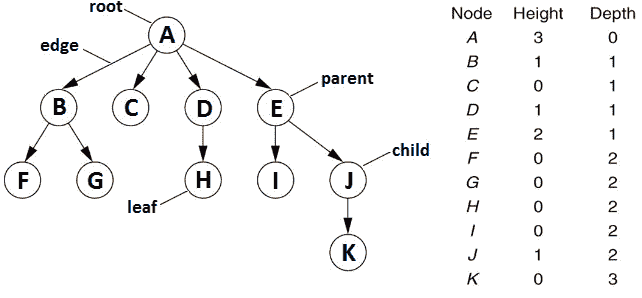 root
A
edge
parent
B
C
D
E
child
F
G
H
I
J
leaf
K
Node Height Depth
A 3 0
B 1 1
C 0 1
D 1 1
E 2 1
F 0 2
G 0 2
H 0 2
I 0 2
J 1 2
K 0 3